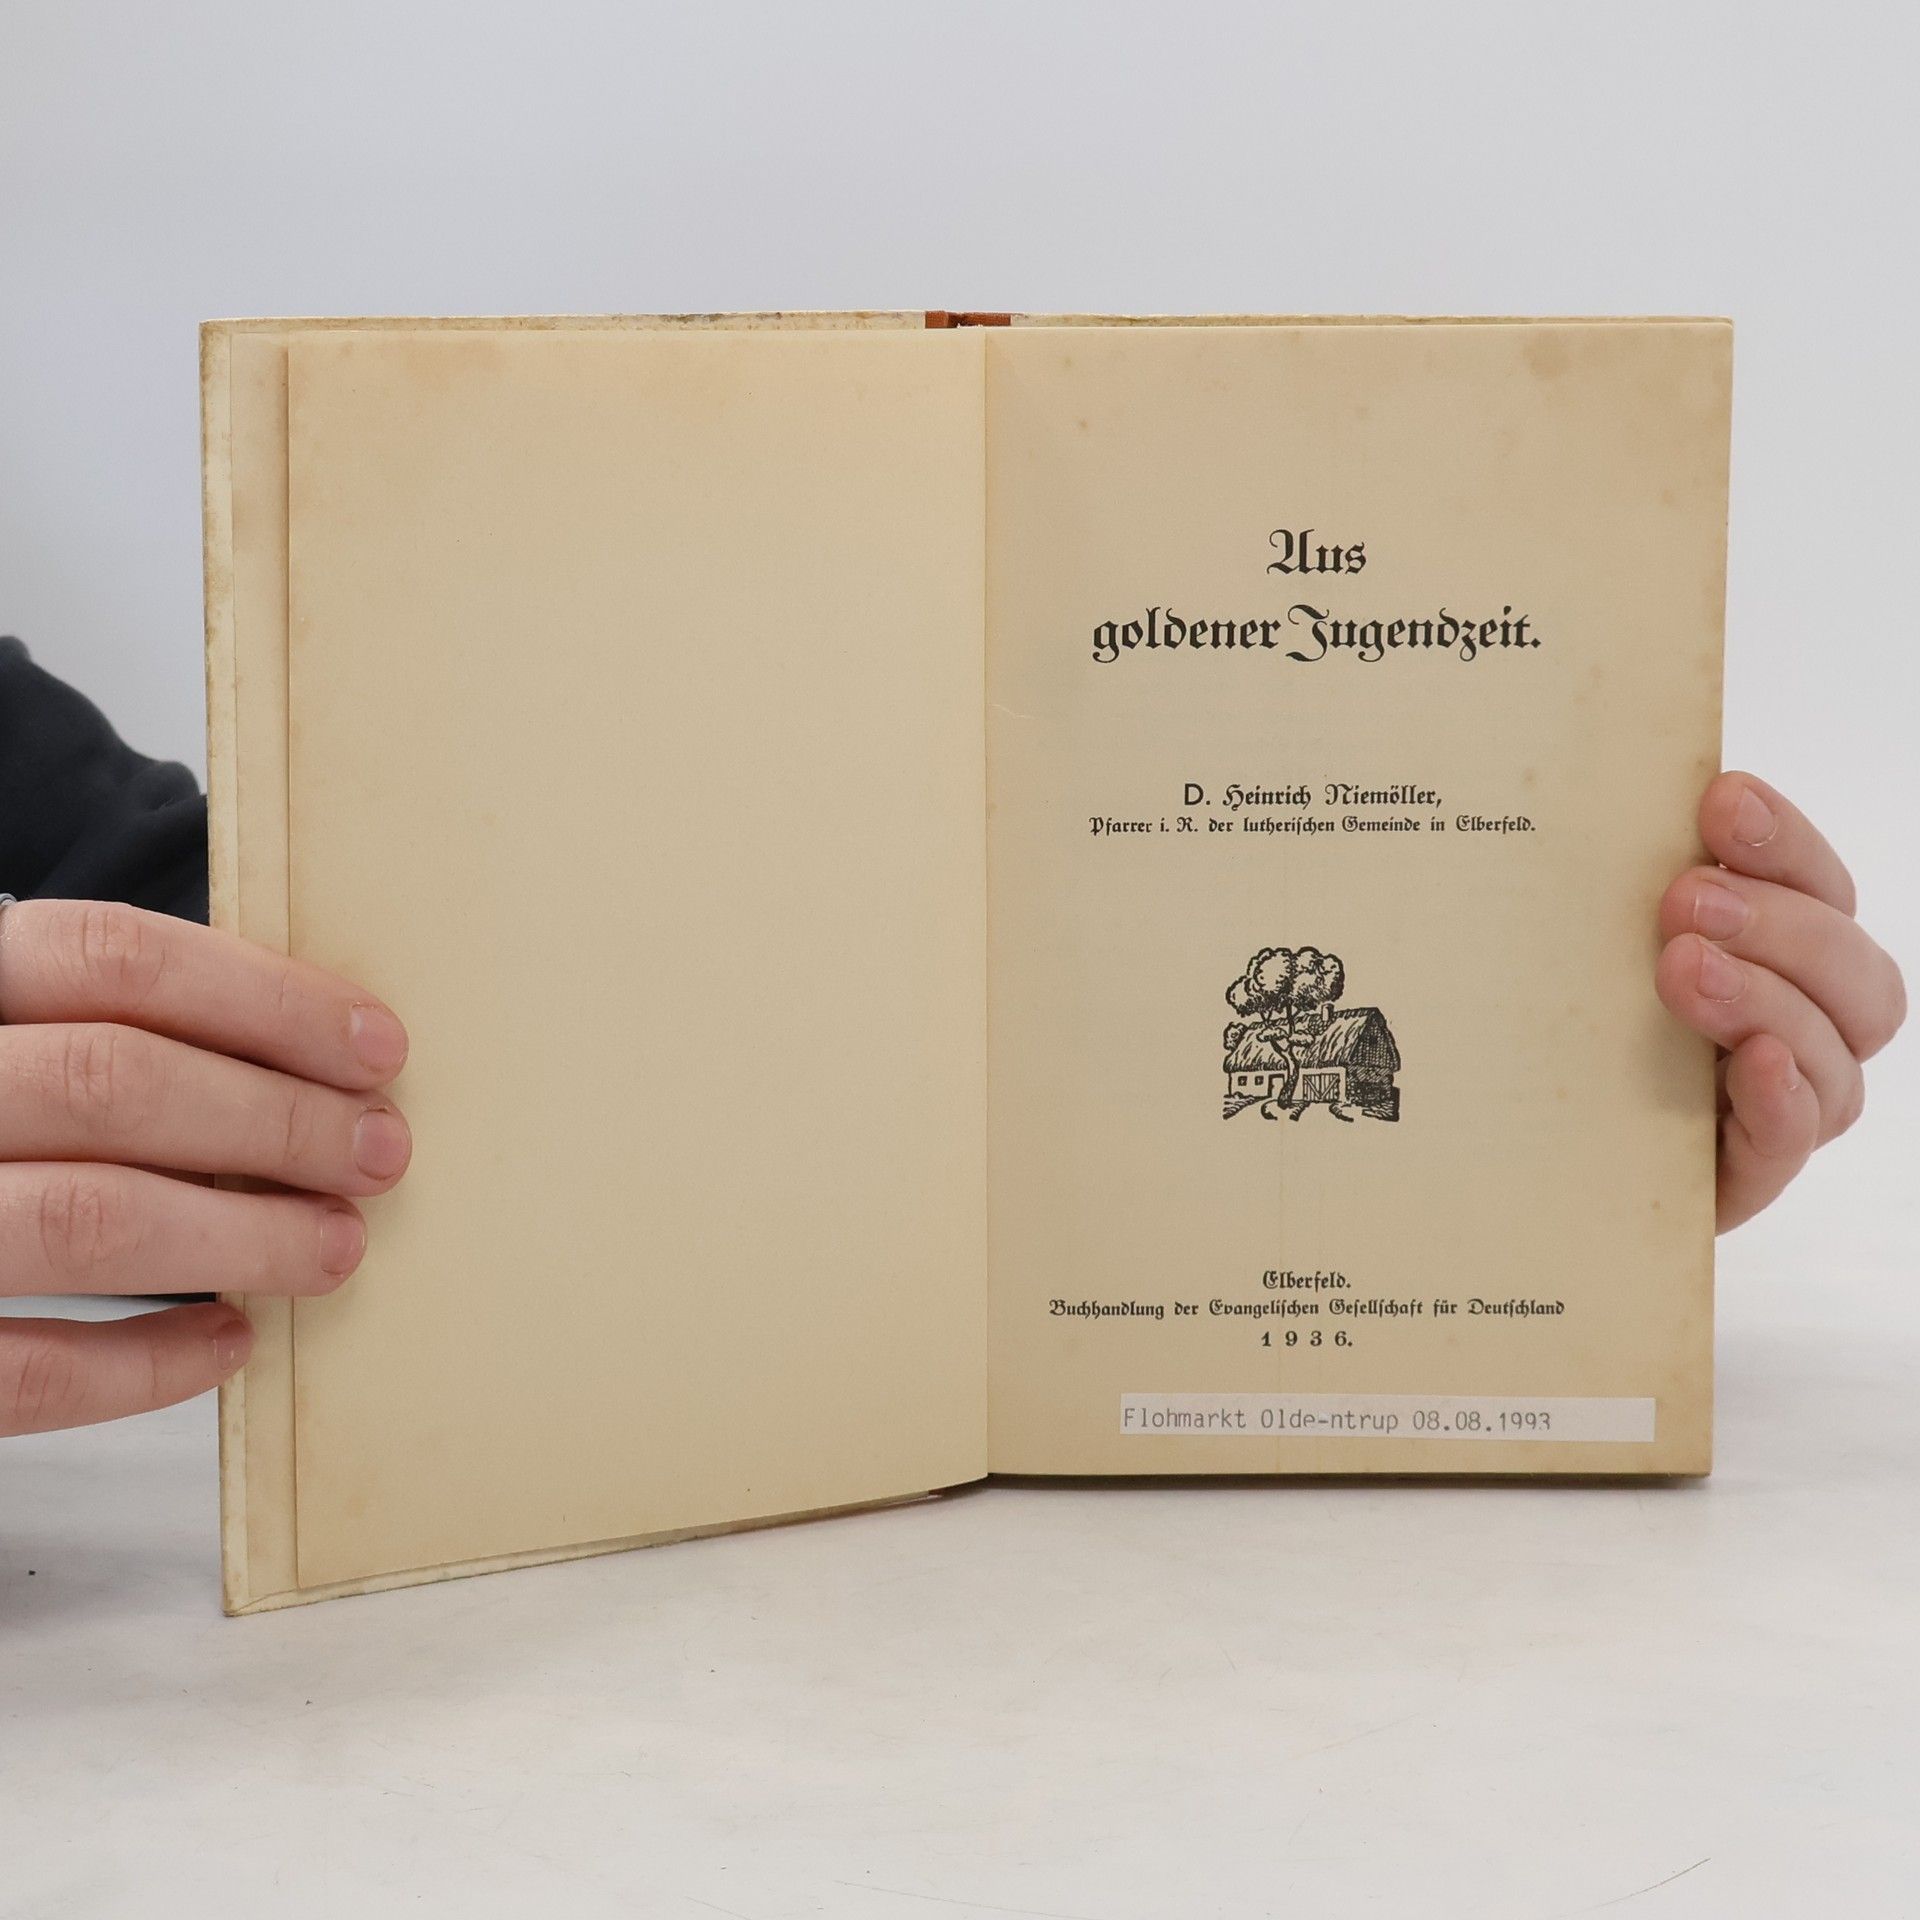 Aus
goldener Jugendzeit.
D. Heinrich Niemöller,
Pfarrer i. R. der lutherischen Gemeinde in Elberfeld.
Elberfeld.
Buchhandlung der Evangelischen Gesellschaft für Deutschland
1936.
Flohmarkt Olde-ntrup 08.08.1993